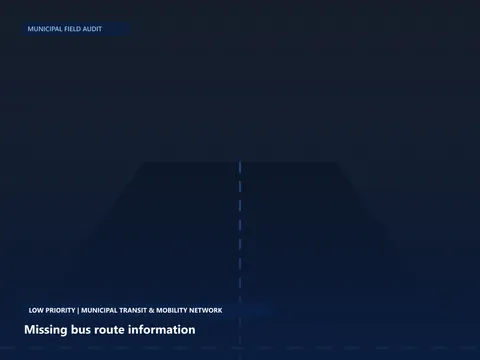 MUNICIPAL FIELD AUDIT
LOW PRIORITY | MUNICIPAL TRANSIT & MOBILITY NETWORK
Missing bus route information